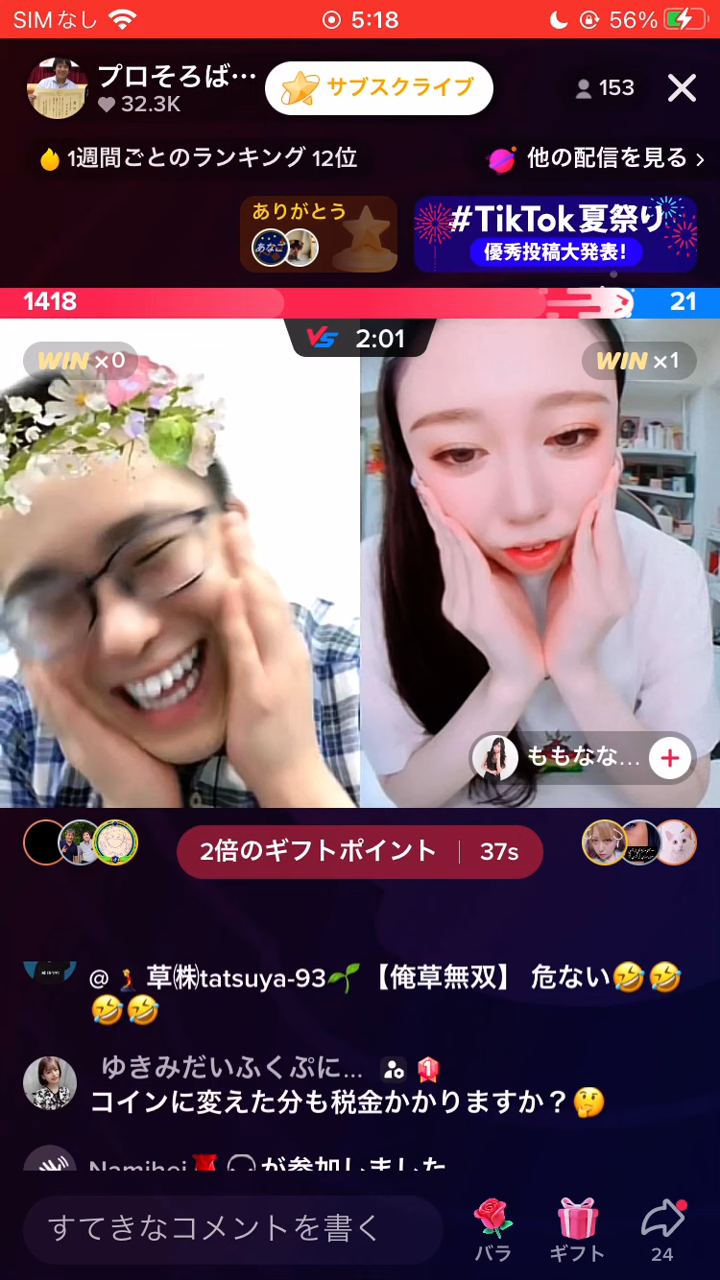 SIMなし 5:18 56%
プロそろば… サブスクライブ 153
32.3K
1週間ごとのランキング 12位 他の配信を見る ›
ありがとう
あなご
#TikTok夏祭り
優秀投稿大発表!
1418 21
WIN ×0 VS 2:01 WIN ×1
ももなな…
2倍のギフトポイント | 37s
@💃草㈱tatsuya-93🌱【俺草無双】 危ない🤣🤣
🤣🤣
ゆきみだいふくぷに… 1
コインに変えた分も税金かかりますか？🤔
Namihei🌹🎧が参加しました
すてきなコメントを書く バラ ギフト 24